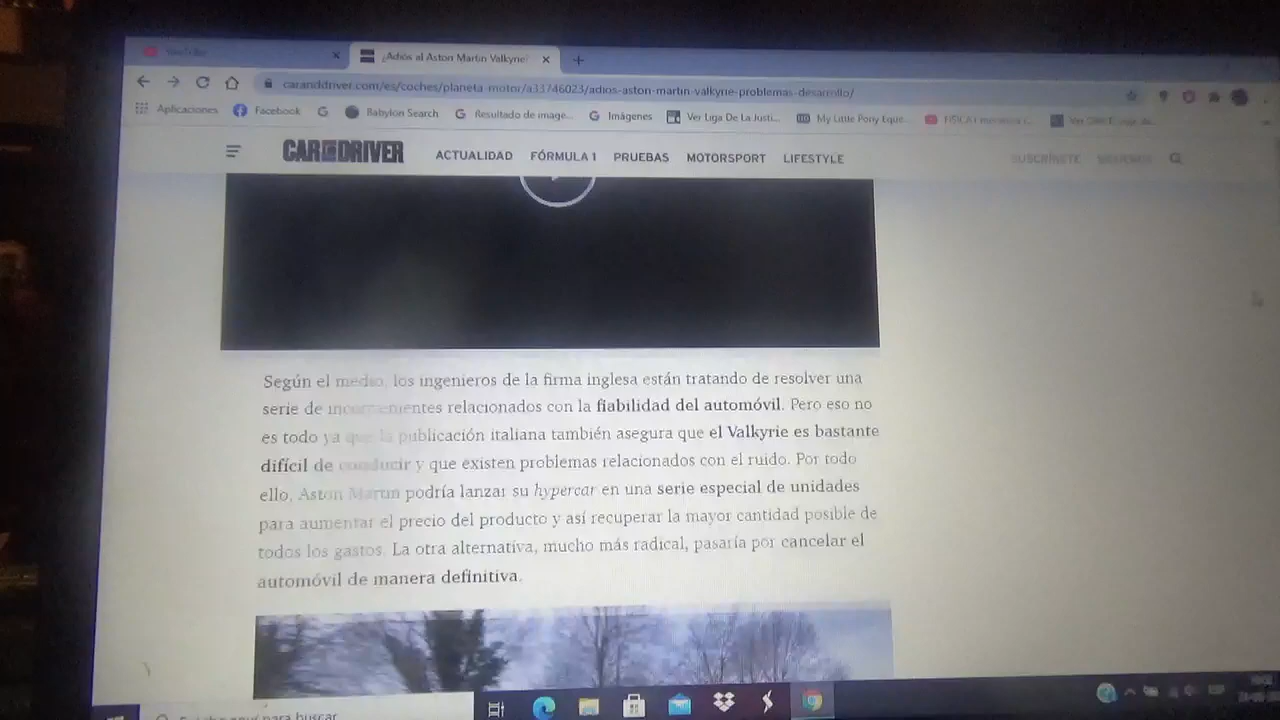 YouTube
¿Adiós al Aston Martin Valkyrie?
caranddriver.com/es/coches/planeta-motor/a33746023/adios-aston-martin-valkyrie-problemas-desarrollo/
Aplicaciones Facebook Babylon Search Resultado de image... Imágenes Ver Liga De La Justi... My Little Pony Eque...
CAR AND DRIVER ACTUALIDAD FÓRMULA 1 PRUEBAS MOTORSPORT LIFESTYLE SUSCRÍBETE SÍGUENOS
Según el medio, los ingenieros de la firma inglesa están tratando de resolver una
serie de inconvenientes relacionados con la fiabilidad del automóvil. Pero eso no
es todo ya que la publicación italiana también asegura que el Valkyrie es bastante
difícil de conducir y que existen problemas relacionados con el ruido. Por todo
ello, Aston Martin podría lanzar su hypercar en una serie especial de unidades
para aumentar el precio del producto y así recuperar la mayor cantidad posible de
todos los gastos. La otra alternativa, mucho más radical, pasaría por cancelar el
automóvil de manera definitiva.
aquí para buscar